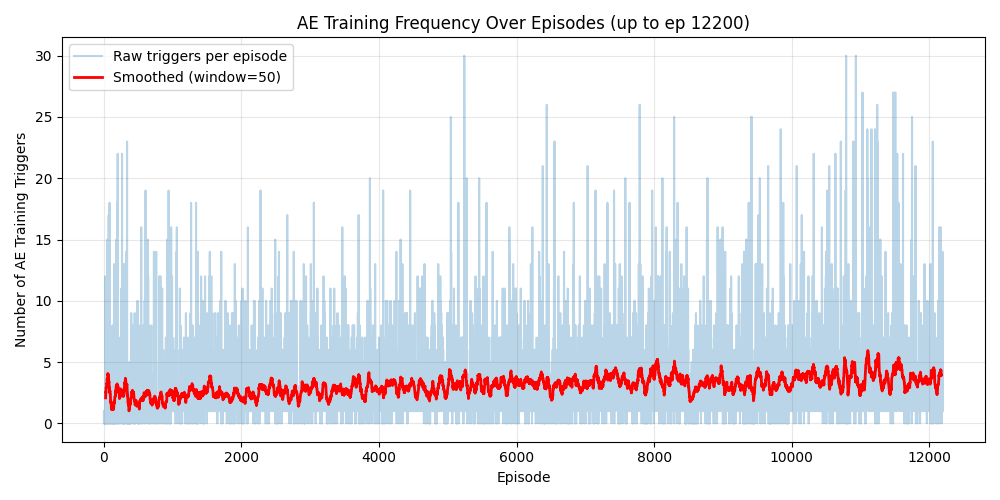 AE Training Frequency Over Episodes (up to ep 12200)
Raw triggers per episode
Smoothed (window=50)
Number of AE Training Triggers
30
25
20
15
10
5
0
0 2000 4000 6000 8000 10000 12000
Episode